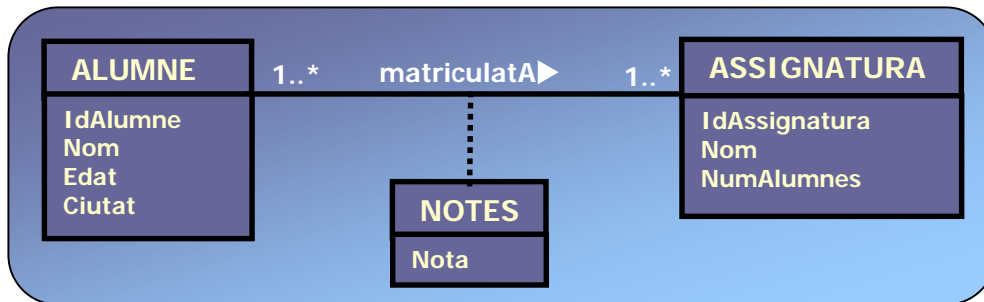 ALUMNE
IdAlumne
Nom
Edat
Ciutat
1..*
matriculatA▶
1..*
ASSIGNATURA
IdAssignatura
Nom
NumAlumnes
NOTES
Nota